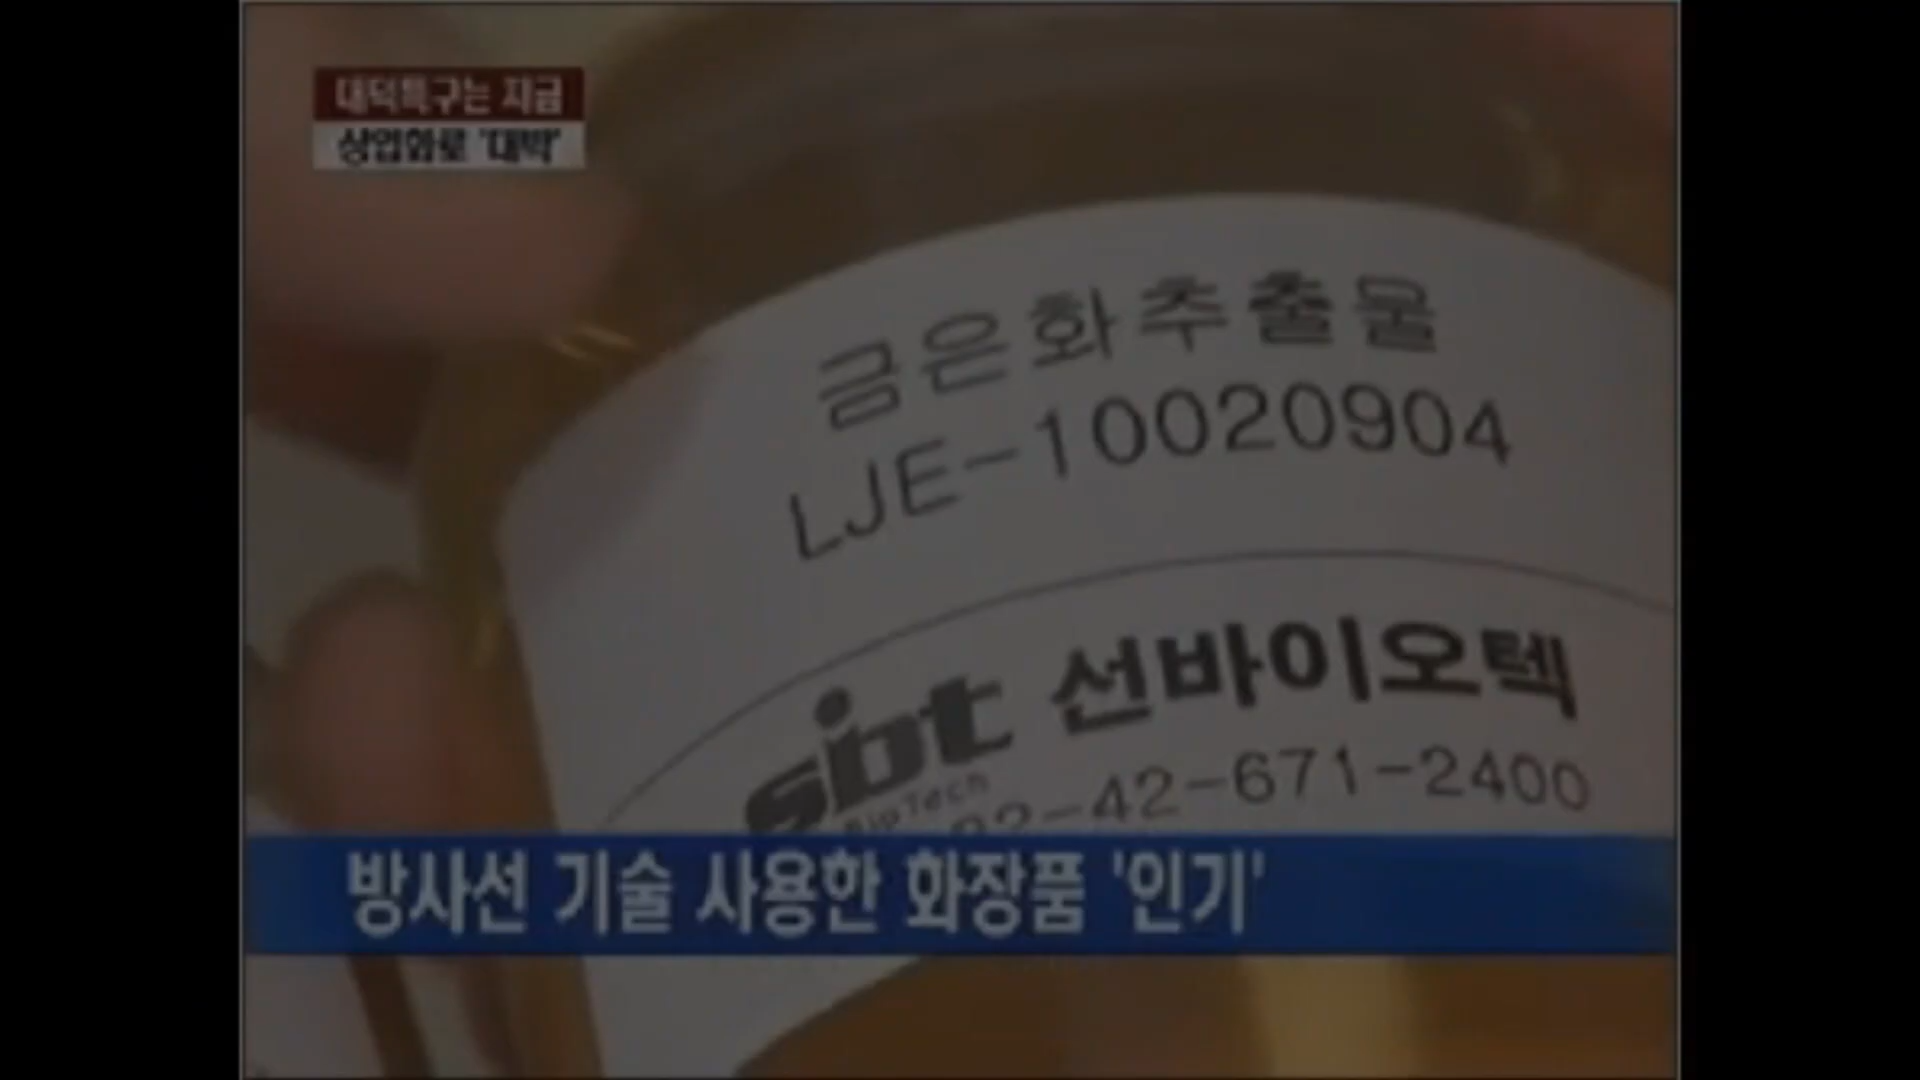 대덕특구는 지금
상업화로 '대박'
금은화추출물
LJE-10020904
sbt 선바이오텍
BioTech
82-42-671-2400
방사선 기술 사용한 화장품 '인기'